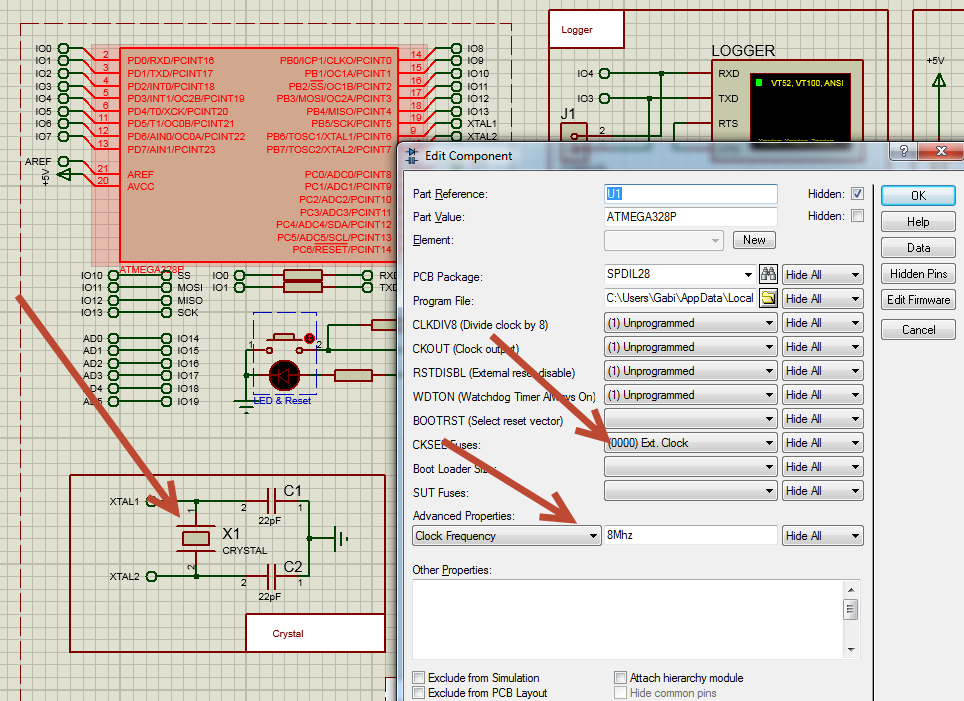 IO0
IO1
IO2
IO3
IO4
IO5
IO6
IO7
AREF
+5V
2
3
4
5
6
11
12
13
21
20
PD0/RXD/PCINT16
PD1/TXD/PCINT17
PD2/INT0/PCINT18
PD3/INT1/OC2B/PCINT19
PD4/T0/XCK/PCINT20
PD5/T1/OC0B/PCINT21
PD6/AIN0/OC0A/PCINT22
PD7/AIN1/PCINT23
AREF
AVCC
PB0/ICP1/CLKO/PCINT0
PB1/OC1A/PCINT1
PB2/SS/OC1B/PCINT2
PB3/MOSI/OC2A/PCINT3
PB4/MISO/PCINT4
PB5/SCK/PCINT5
PB6/TOSC1/XTAL1/PCINT6
PB7/TOSC2/XTAL2/PCINT7
PC0/ADC0/PCINT8
PC1/ADC1/PCINT9
PC2/ADC2/PCINT10
PC3/ADC3/PCINT11
PC4/ADC4/SDA/PCINT12
PC5/ADC5/SCL/PCINT13
PC6/RESET/PCINT14
14
15
16
17
18
19
9
IO8
IO9
IO10
IO11
IO12
IO13
XTAL1
XTAL2
ATMEGA328P
IO10
IO11
IO12
IO13
SS
MOSI
MISO
SCK
IO0
IO1
RXD
TXD
AD0
AD1
AD2
AD3
AD4
AD5
IO14
IO15
IO16
IO17
IO18
IO19
1
2
LED & Reset
XTAL1
XTAL2
1
2
X1
CRYSTAL
2
C1
1
22pF
2
C2
1
22pF
Crystal
Logger
IO4
IO3
J1
2
LOGGER
RXD
TXD
RTS
VT52, VT100, ANSI
+5V
Edit Component
?
Part Reference:
U1
Hidden:
Part Value:
ATMEGA328P
Hidden:
Element:
New
PCB Package:
SPDIL28
Hide All
Program File:
C:\Users\Gabi\AppData\Local
Hide All
CLKDIV8 (Divide clock by 8)
(1) Unprogrammed
Hide All
CKOUT (Clock output)
(1) Unprogrammed
Hide All
RSTDISBL (External reset disable)
(1) Unprogrammed
Hide All
WDTON (Watchdog Timer Always On)
(1) Unprogrammed
Hide All
BOOTRST (Select reset vector)
Hide All
CKSEL Fuses:
(0000) Ext. Clock
Hide All
Boot Loader Size:
Hide All
SUT Fuses:
Hide All
Advanced Properties:
Clock Frequency
8Mhz
Hide All
Other Properties:
Exclude from Simulation
Exclude from PCB Layout
Attach hierarchy module
Hide common pins
OK
Help
Data
Hidden Pins
Edit Firmware
Cancel